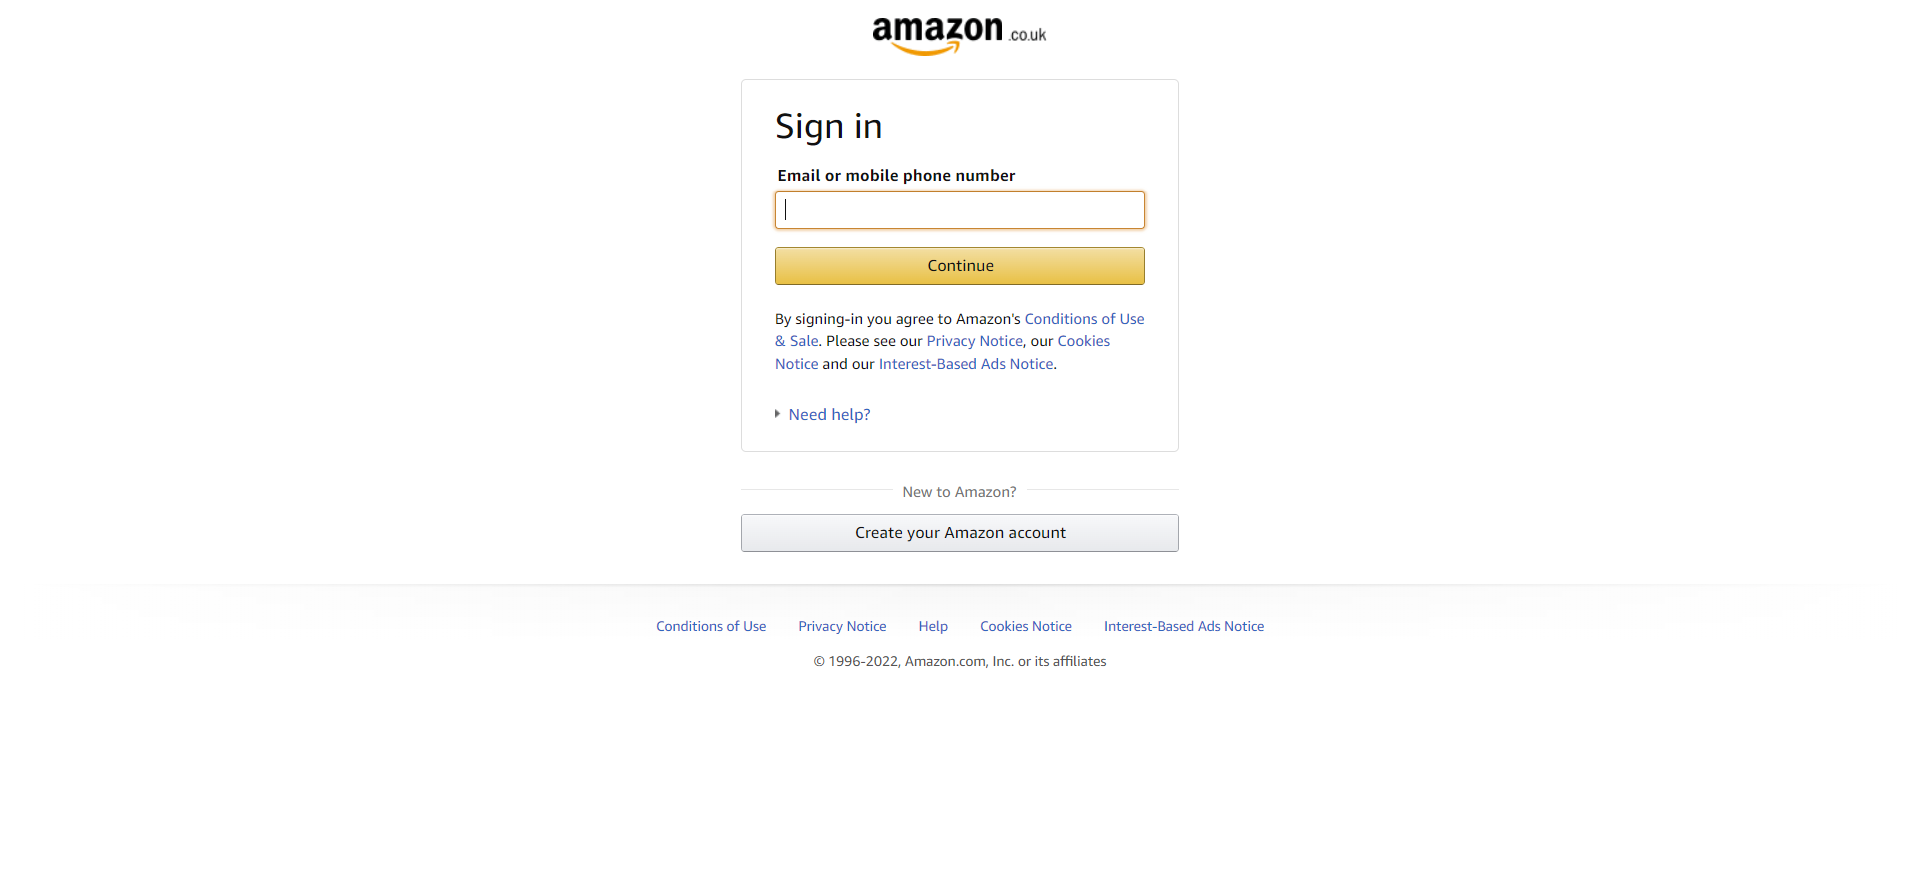 amazon.co.uk
Sign in
Email or mobile phone number
Continue
By signing-in you agree to Amazon's Conditions of Use
& Sale. Please see our Privacy Notice, our Cookies
Notice and our Interest-Based Ads Notice.
Need help?
New to Amazon?
Create your Amazon account
Conditions of Use Privacy Notice Help Cookies Notice Interest-Based Ads Notice
© 1996-2022, Amazon.com, Inc. or its affiliates